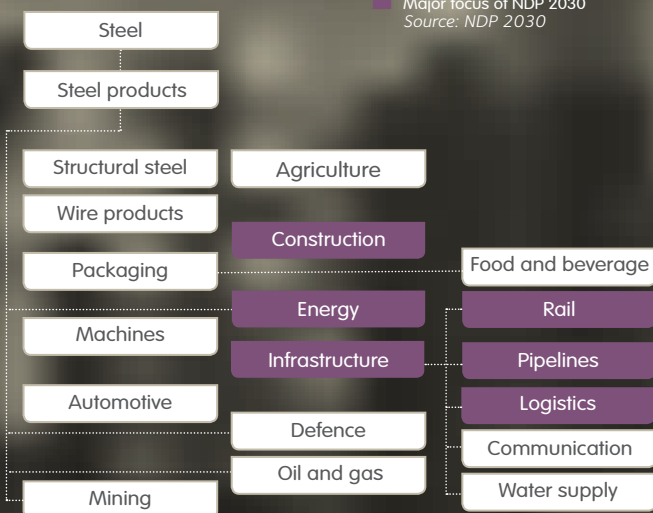 Major focus of NDP 2030
Source: NDP 2030
Steel
Steel products
Structural steel
Agriculture
Wire products
Construction
Packaging
Food and beverage
Energy
Rail
Machines
Infrastructure
Pipelines
Automotive
Logistics
Defence
Communication
Oil and gas
Water supply
Mining